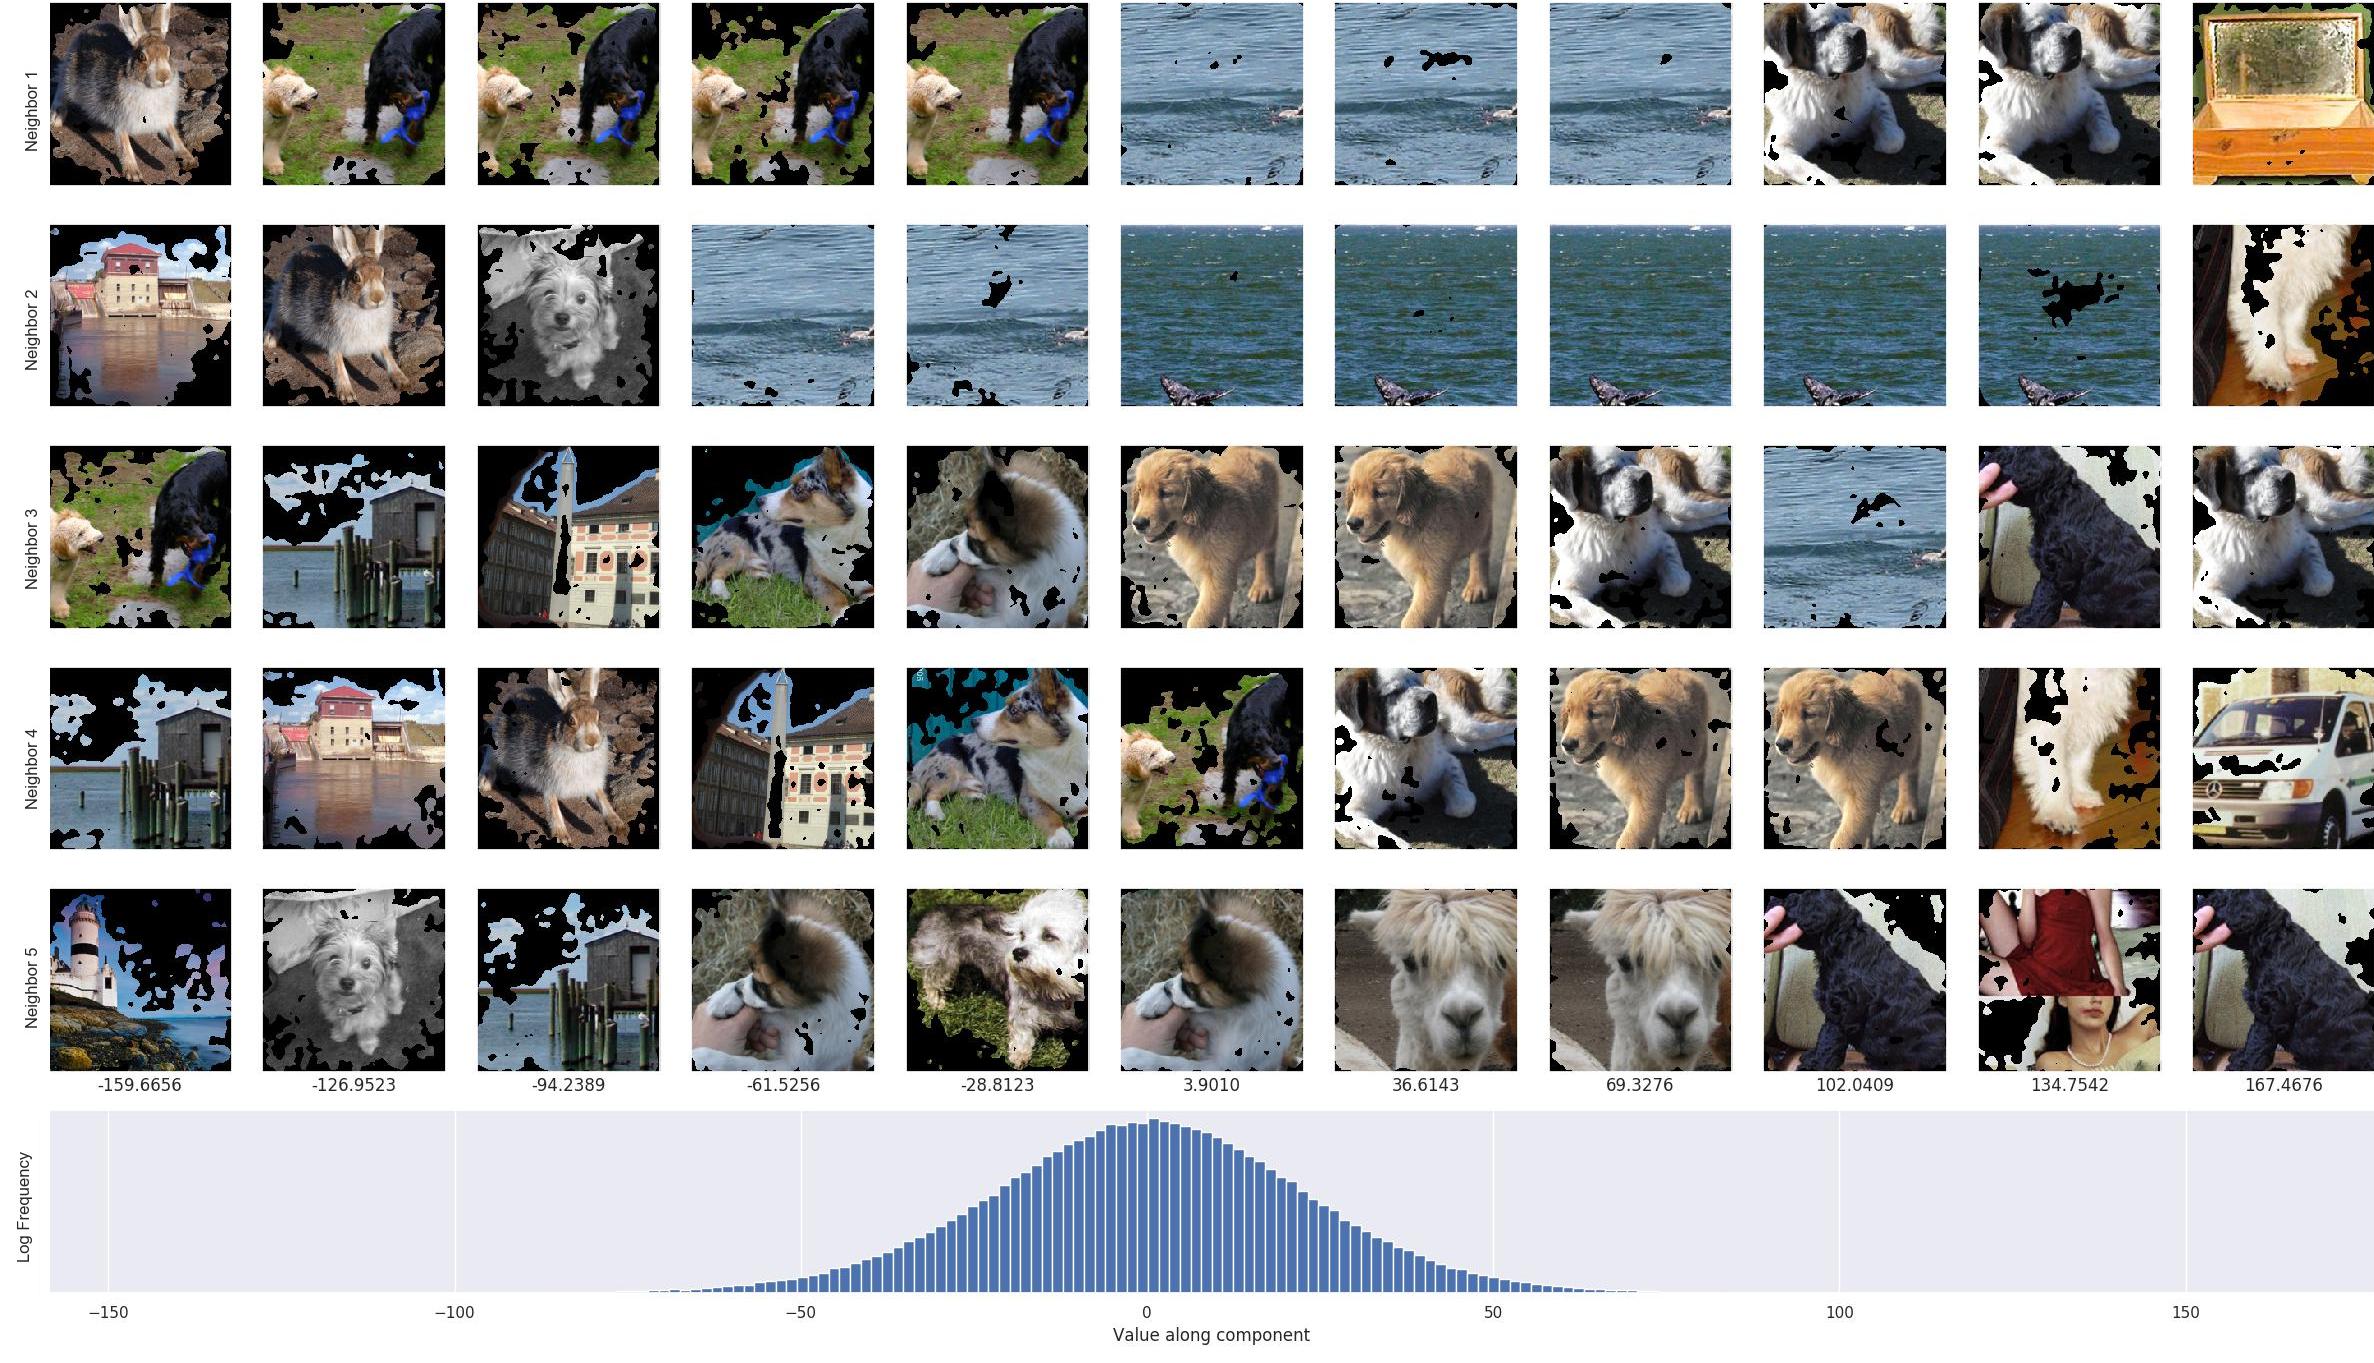 Neighbor 1
Neighbor 2
Neighbor 3
Neighbor 4
Neighbor 5
-159.6656 -126.9523 -94.2389 -61.5256 -28.8123 3.9010 36.6143 69.3276 102.0409 134.7542 167.4676
Log Frequency
−150 −100 −50 0 50 100 150
Value along component